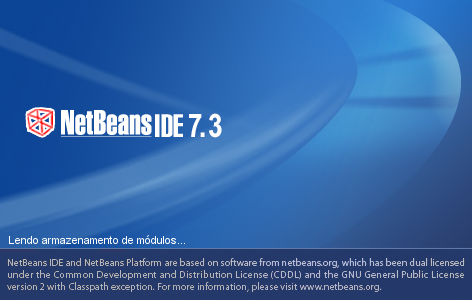 NetBeans IDE 7.3
Lendo armazenamento de módulos...
NetBeans IDE and NetBeans Platform are based on software from netbeans.org, which has been dual licensed
under the Common Development and Distribution License (CDDL) and the GNU General Public License
version 2 with Classpath exception. For more information, please visit www.netbeans.org.